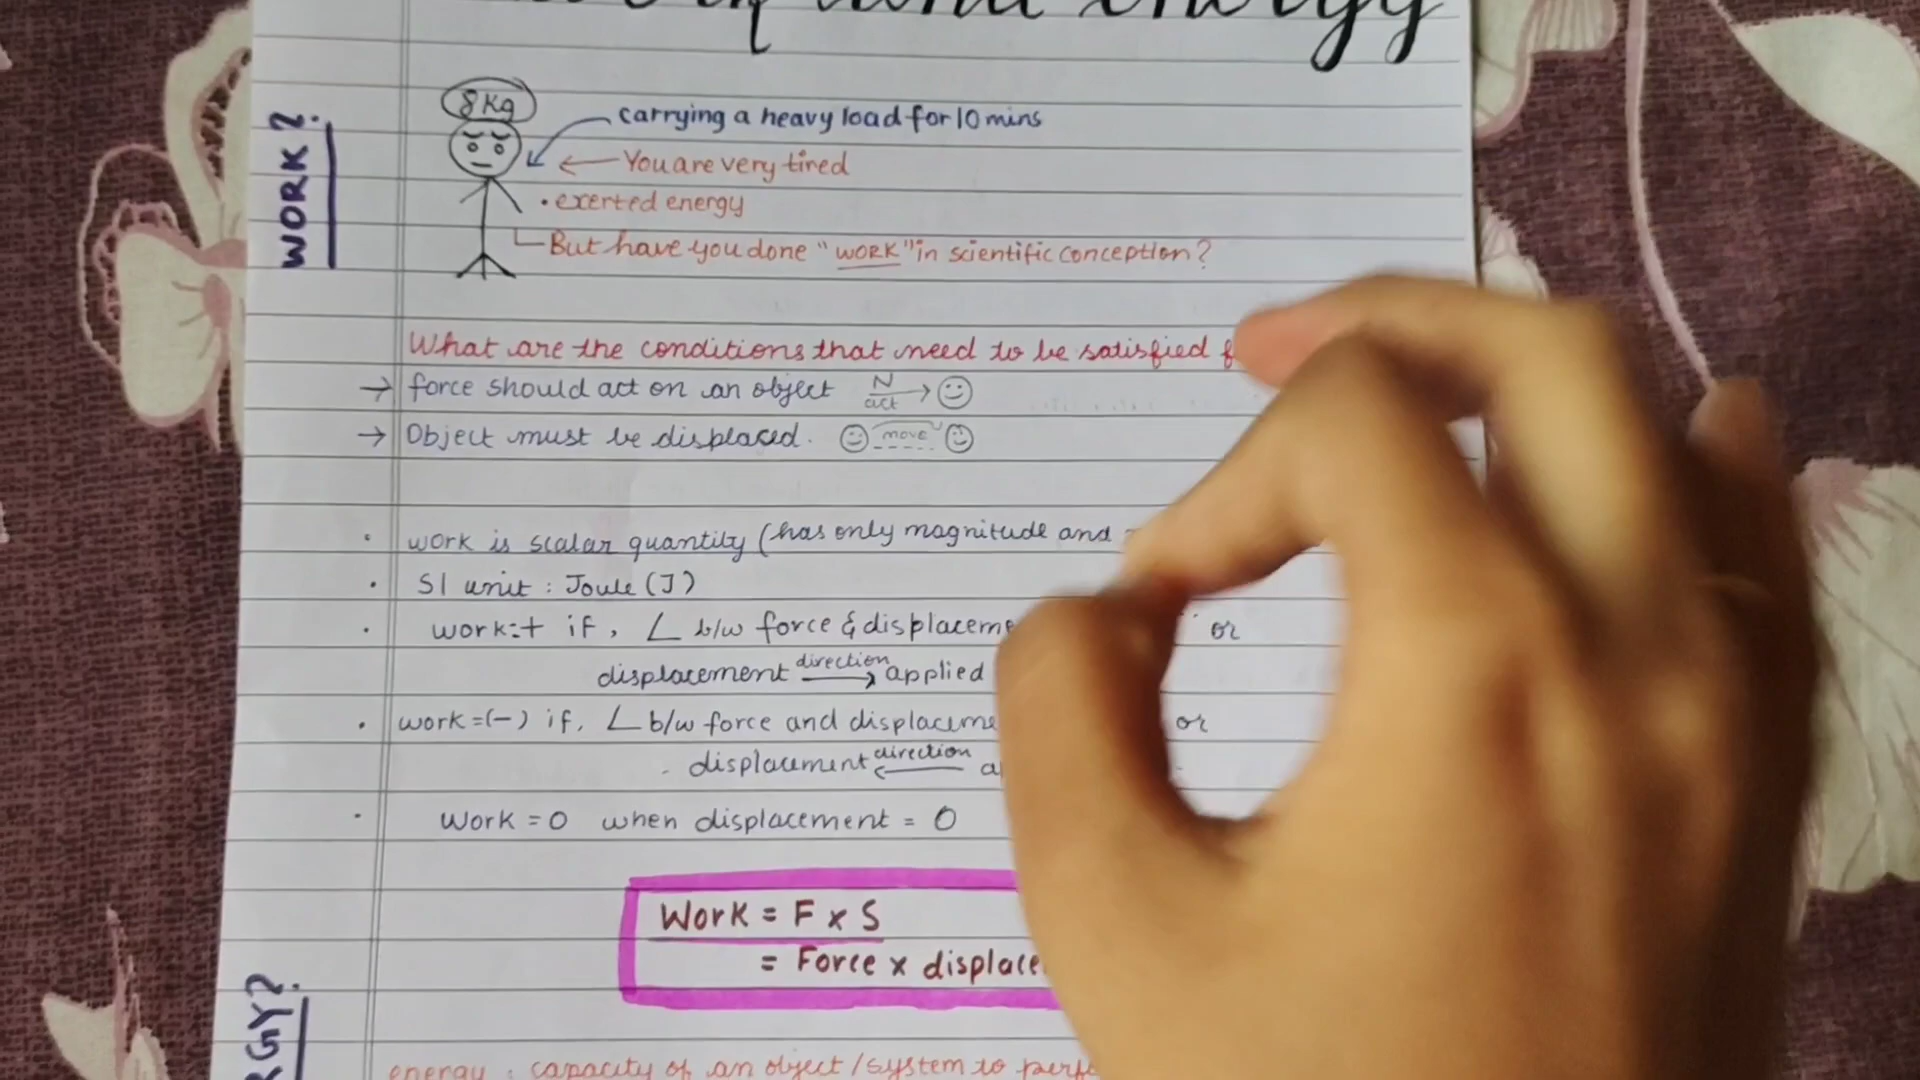 and energy
WORK?
8Kg
carrying a heavy load for 10 mins
You are very tired
• exerted energy
But have you done "WORK" in scientific conception?
What are the conditions that need to be satisfied
→ force should act on an object N act →
→ Object must be displaced. move
• work is scalar quantity (has only magnitude and
• SI unit : Joule (J)
• work:+ if, ∠ b/w force & displaceme or
displacement direction → applied
• work=(-) if, ∠ b/w force and displaceme or
displacement direction ←
• Work = 0 when displacement = 0
Work = F x S
= Force x displace
RGY?
energy : capacity of an object/system to perf